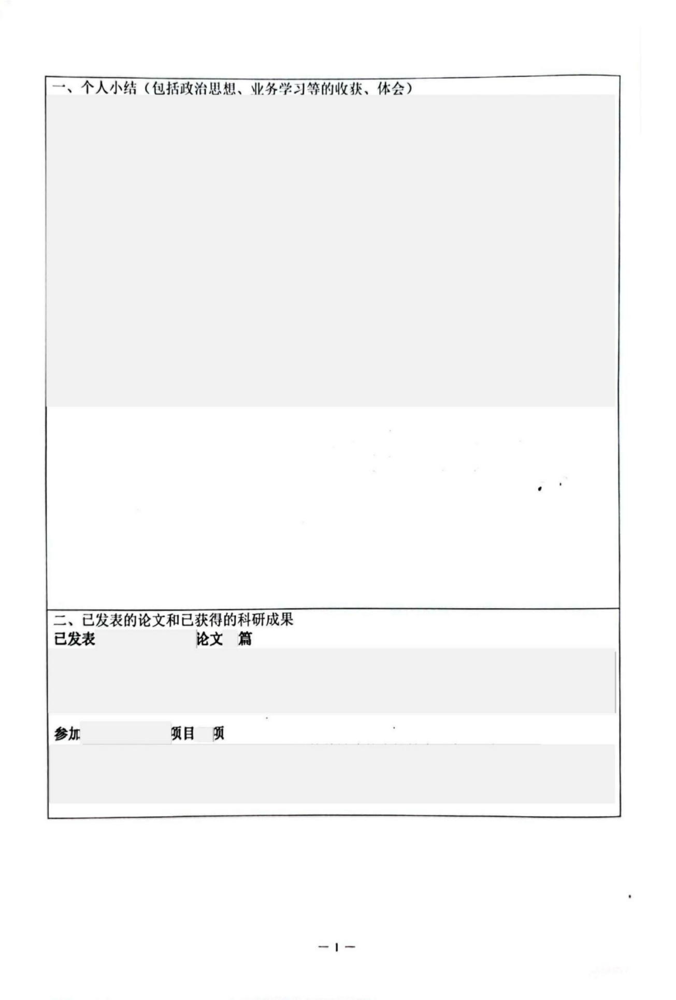 一、个人小结（包括政治思想、业务学习等的收获、体会）
二、已发表的论文和已获得的科研成果
已发表 论文 篇
参加 项目 项
— 1 —